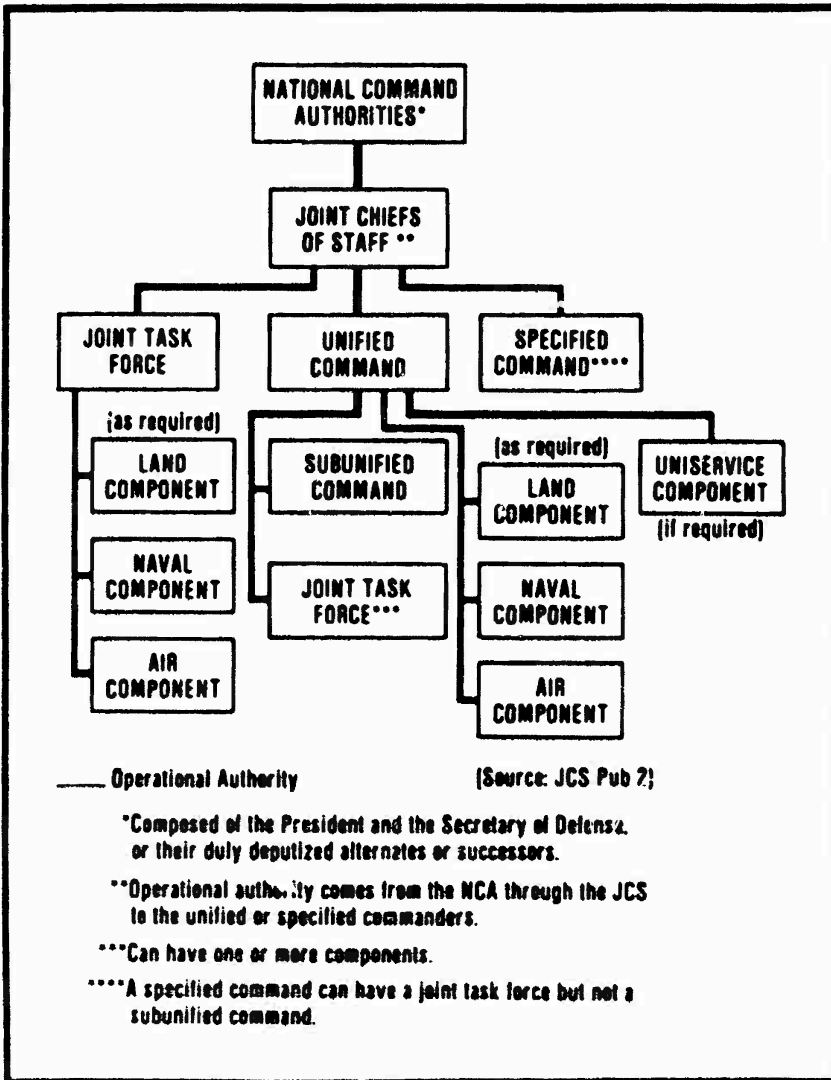 NATIONAL COMMAND
AUTHORITIES*
JOINT CHIEFS
OF STAFF **
JOINT TASK
FORCE
UNIFIED
COMMAND
SPECIFIED
COMMAND****
(as required)
LAND
COMPONENT
NAVAL
COMPONENT
AIR
COMPONENT
SUBUNIFIED
COMMAND
JOINT TASK
FORCE***
(as required)
LAND
COMPONENT
NAVAL
COMPONENT
AIR
COMPONENT
UNISERVICE
COMPONENT
(if required)
____ Operational Authority
(Source: JCS Pub 2)
*Composed of the President and the Secretary of Defense,
or their duly deputized alternates or successors.
**Operational authority comes from the NCA through the JCS
to the unified or specified commanders.
***Can have one or more components.
****A specified command can have a joint task force but not a
subunified command.